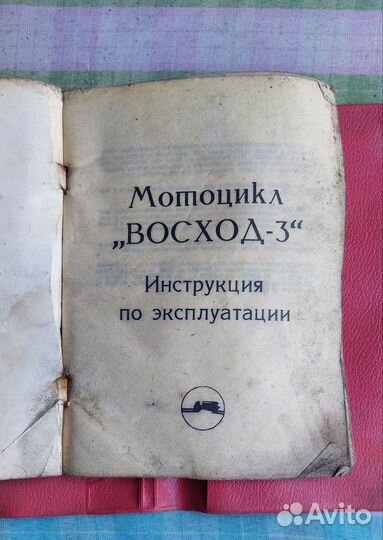 Мотоцикл
„ВОСХОД-3“
Инструкция
по эксплуатации
Avito